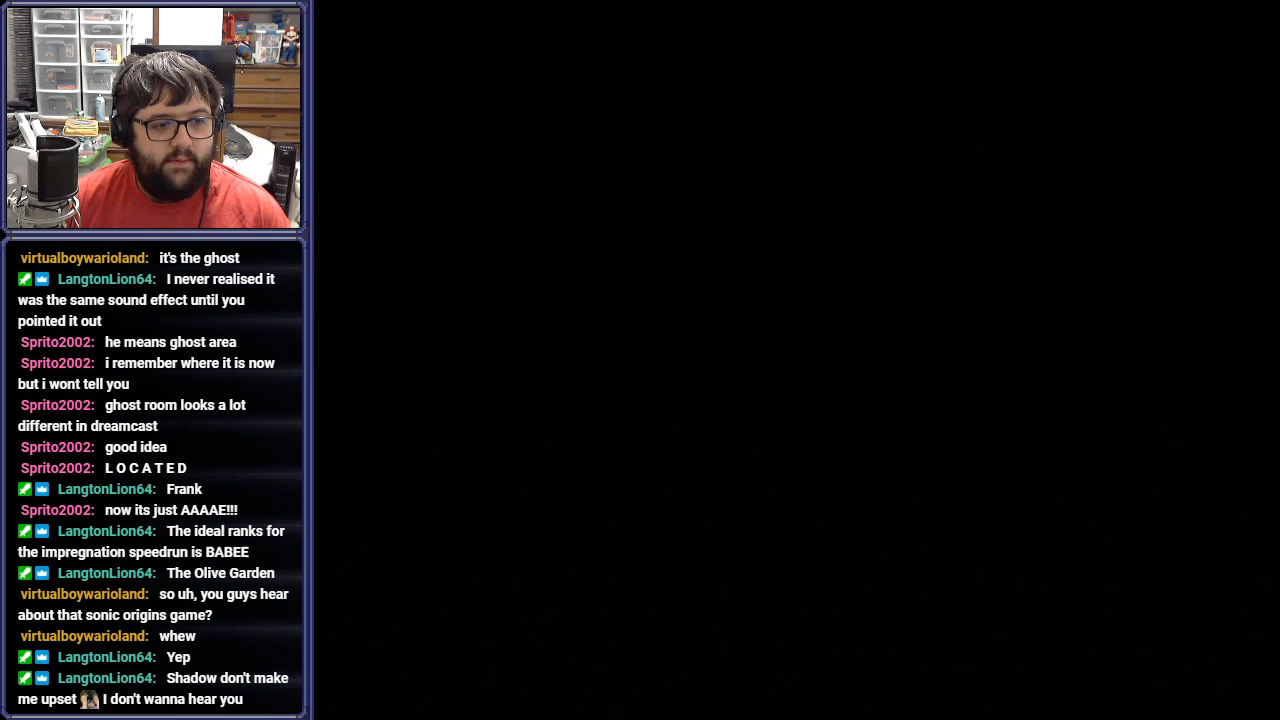 virtualboywarioland: it's the ghost
LangtonLion64: I never realised it
was the same sound effect until you
pointed it out
Sprito2002: he means ghost area
Sprito2002: i remember where it is now
but i wont tell you
Sprito2002: ghost room looks a lot
different in dreamcast
Sprito2002: good idea
Sprito2002: L O C A T E D
LangtonLion64: Frank
Sprito2002: now its just AAAAE!!!
LangtonLion64: The ideal ranks for
the impregnation speedrun is BABEE
LangtonLion64: The Olive Garden
virtualboywarioland: so uh, you guys hear
about that sonic origins game?
virtualboywarioland: whew
LangtonLion64: Yep
LangtonLion64: Shadow don't make
me upset I don't wanna hear you